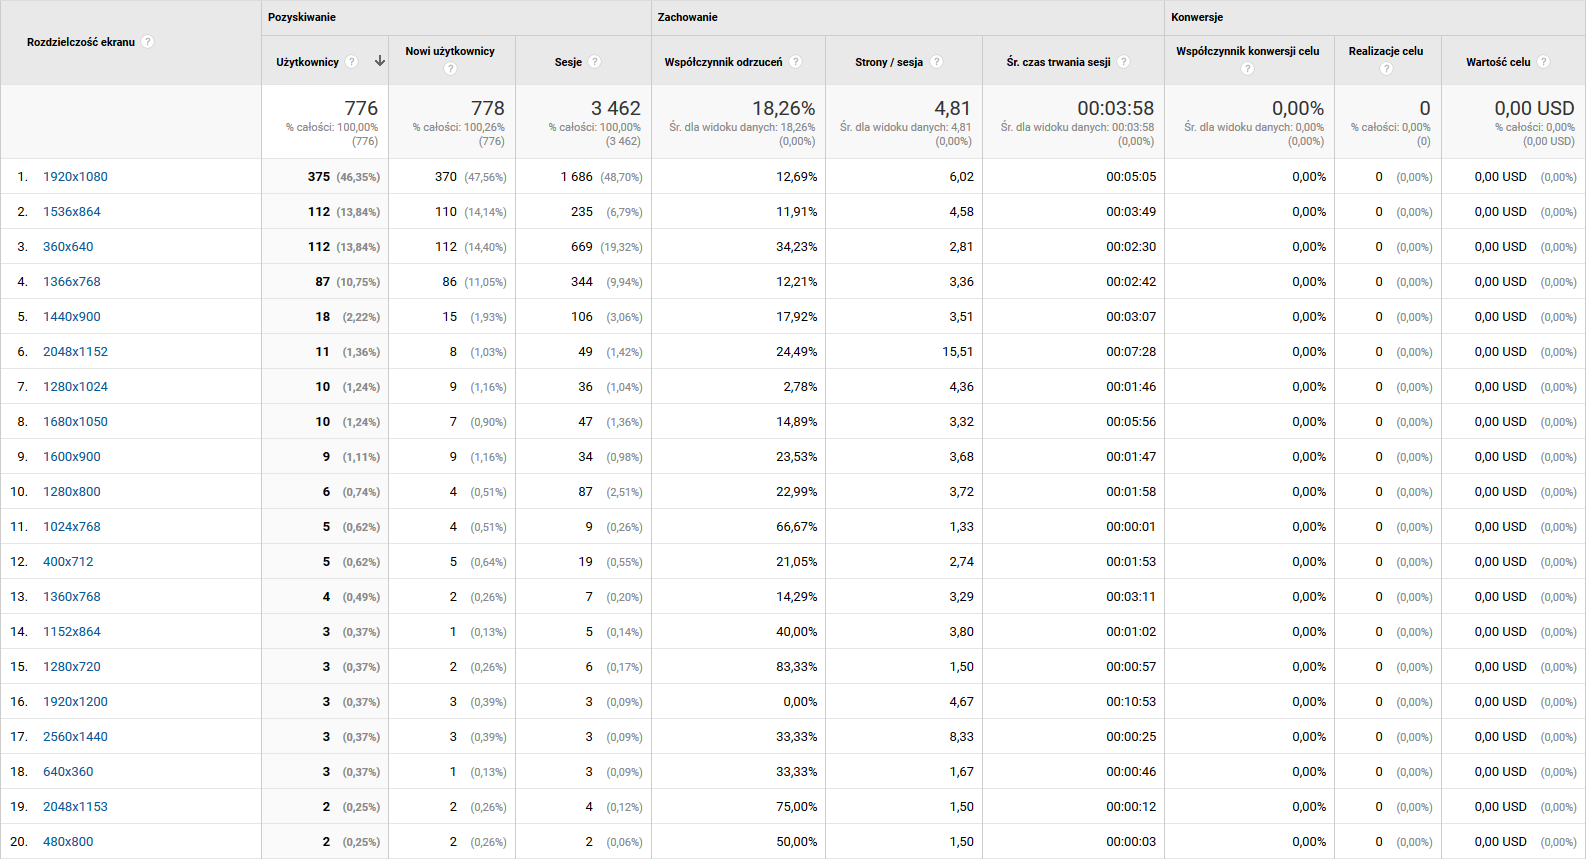 Rozdzielczość ekranu ? Pozyskiwanie Zachowanie Konwersje
Użytkownicy ? Nowi użytkownicy ? Sesje ? Współczynnik odrzuceń ? Strony / sesja ? Śr. czas trwania sesji ? Współczynnik konwersji celu ? Realizacje celu ? Wartość celu ?
776 778 3 462 18,26% 4,81 00:03:58 0,00% 0 0,00 USD
% całości: 100,00% % całości: 100,26% % całości: 100,00% Śr. dla widoku danych: 18,26% Śr. dla widoku danych: 4,81 Śr. dla widoku danych: 00:03:58 Śr. dla widoku danych: 0,00% % całości: 0,00% % całości: 0,00%
(776) (776) (3 462) (0,00%) (0,00%) (0,00%) (0,00%) (0) (0,00 USD)
1. 1920x1080 375 (46,35%) 370 (47,56%) 1 686 (48,70%) 12,69% 6,02 00:05:05 0,00% 0 (0,00%) 0,00 USD (0,00%)
2. 1536x864 112 (13,84%) 110 (14,14%) 235 (6,79%) 11,91% 4,58 00:03:49 0,00% 0 (0,00%) 0,00 USD (0,00%)
3. 360x640 112 (13,84%) 112 (14,40%) 669 (19,32%) 34,23% 2,81 00:02:30 0,00% 0 (0,00%) 0,00 USD (0,00%)
4. 1366x768 87 (10,75%) 86 (11,05%) 344 (9,94%) 12,21% 3,36 00:02:42 0,00% 0 (0,00%) 0,00 USD (0,00%)
5. 1440x900 18 (2,22%) 15 (1,93%) 106 (3,06%) 17,92% 3,51 00:03:07 0,00% 0 (0,00%) 0,00 USD (0,00%)
6. 2048x1152 11 (1,36%) 8 (1,03%) 49 (1,42%) 24,49% 15,51 00:07:28 0,00% 0 (0,00%) 0,00 USD (0,00%)
7. 1280x1024 10 (1,24%) 9 (1,16%) 36 (1,04%) 2,78% 4,36 00:01:46 0,00% 0 (0,00%) 0,00 USD (0,00%)
8. 1680x1050 10 (1,24%) 7 (0,90%) 47 (1,36%) 14,89% 3,32 00:05:56 0,00% 0 (0,00%) 0,00 USD (0,00%)
9. 1600x900 9 (1,11%) 9 (1,16%) 34 (0,98%) 23,53% 3,68 00:01:47 0,00% 0 (0,00%) 0,00 USD (0,00%)
10. 1280x800 6 (0,74%) 4 (0,51%) 87 (2,51%) 22,99% 3,72 00:01:58 0,00% 0 (0,00%) 0,00 USD (0,00%)
11. 1024x768 5 (0,62%) 4 (0,51%) 9 (0,26%) 66,67% 1,33 00:00:01 0,00% 0 (0,00%) 0,00 USD (0,00%)
12. 400x712 5 (0,62%) 5 (0,64%) 19 (0,55%) 21,05% 2,74 00:01:53 0,00% 0 (0,00%) 0,00 USD (0,00%)
13. 1360x768 4 (0,49%) 2 (0,26%) 7 (0,20%) 14,29% 3,29 00:03:11 0,00% 0 (0,00%) 0,00 USD (0,00%)
14. 1152x864 3 (0,37%) 1 (0,13%) 5 (0,14%) 40,00% 3,80 00:01:02 0,00% 0 (0,00%) 0,00 USD (0,00%)
15. 1280x720 3 (0,37%) 2 (0,26%) 6 (0,17%) 83,33% 1,50 00:00:57 0,00% 0 (0,00%) 0,00 USD (0,00%)
16. 1920x1200 3 (0,37%) 3 (0,39%) 3 (0,09%) 0,00% 4,67 00:10:53 0,00% 0 (0,00%) 0,00 USD (0,00%)
17. 2560x1440 3 (0,37%) 3 (0,39%) 3 (0,09%) 33,33% 8,33 00:00:25 0,00% 0 (0,00%) 0,00 USD (0,00%)
18. 640x360 3 (0,37%) 1 (0,13%) 3 (0,09%) 33,33% 1,67 00:00:46 0,00% 0 (0,00%) 0,00 USD (0,00%)
19. 2048x1153 2 (0,25%) 2 (0,26%) 4 (0,12%) 75,00% 1,50 00:00:12 0,00% 0 (0,00%) 0,00 USD (0,00%)
20. 480x800 2 (0,25%) 2 (0,26%) 2 (0,06%) 50,00% 1,50 00:00:03 0,00% 0 (0,00%) 0,00 USD (0,00%)